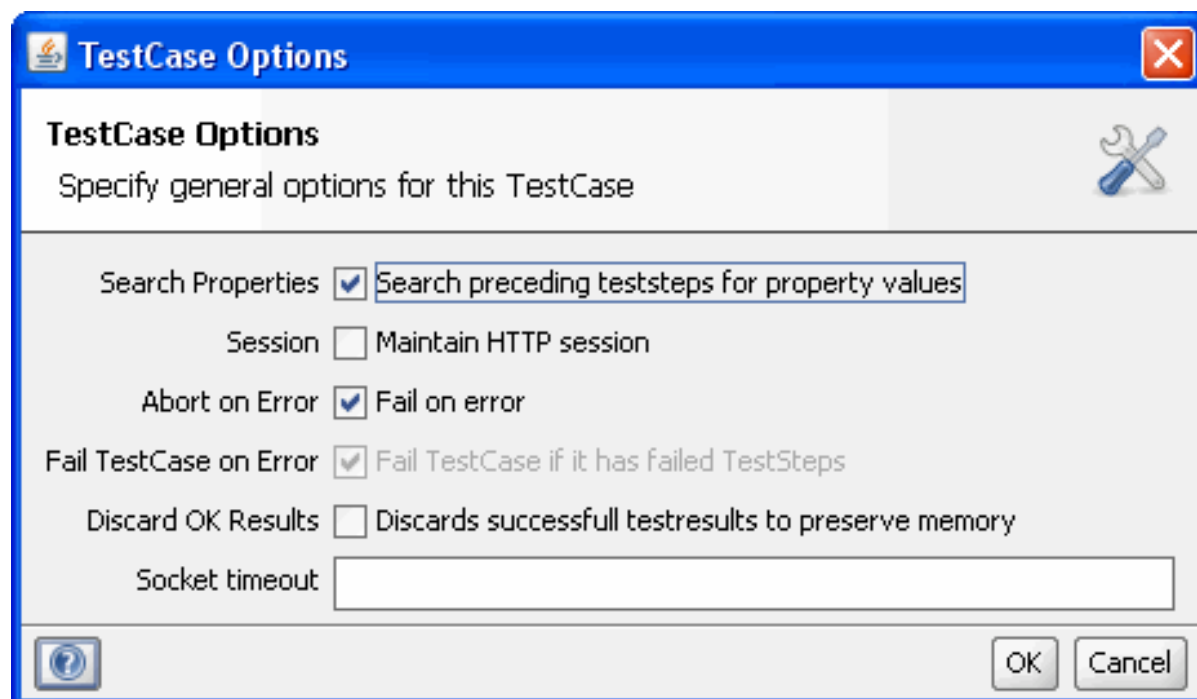 TestCase Options
TestCase Options
Specify general options for this TestCase
Search Properties Search preceding teststeps for property values
Session Maintain HTTP session
Abort on Error Fail on error
Fail TestCase on Error Fail TestCase if it has failed TestSteps
Discard OK Results Discards successfull testresults to preserve memory
Socket timeout
? OK Cancel